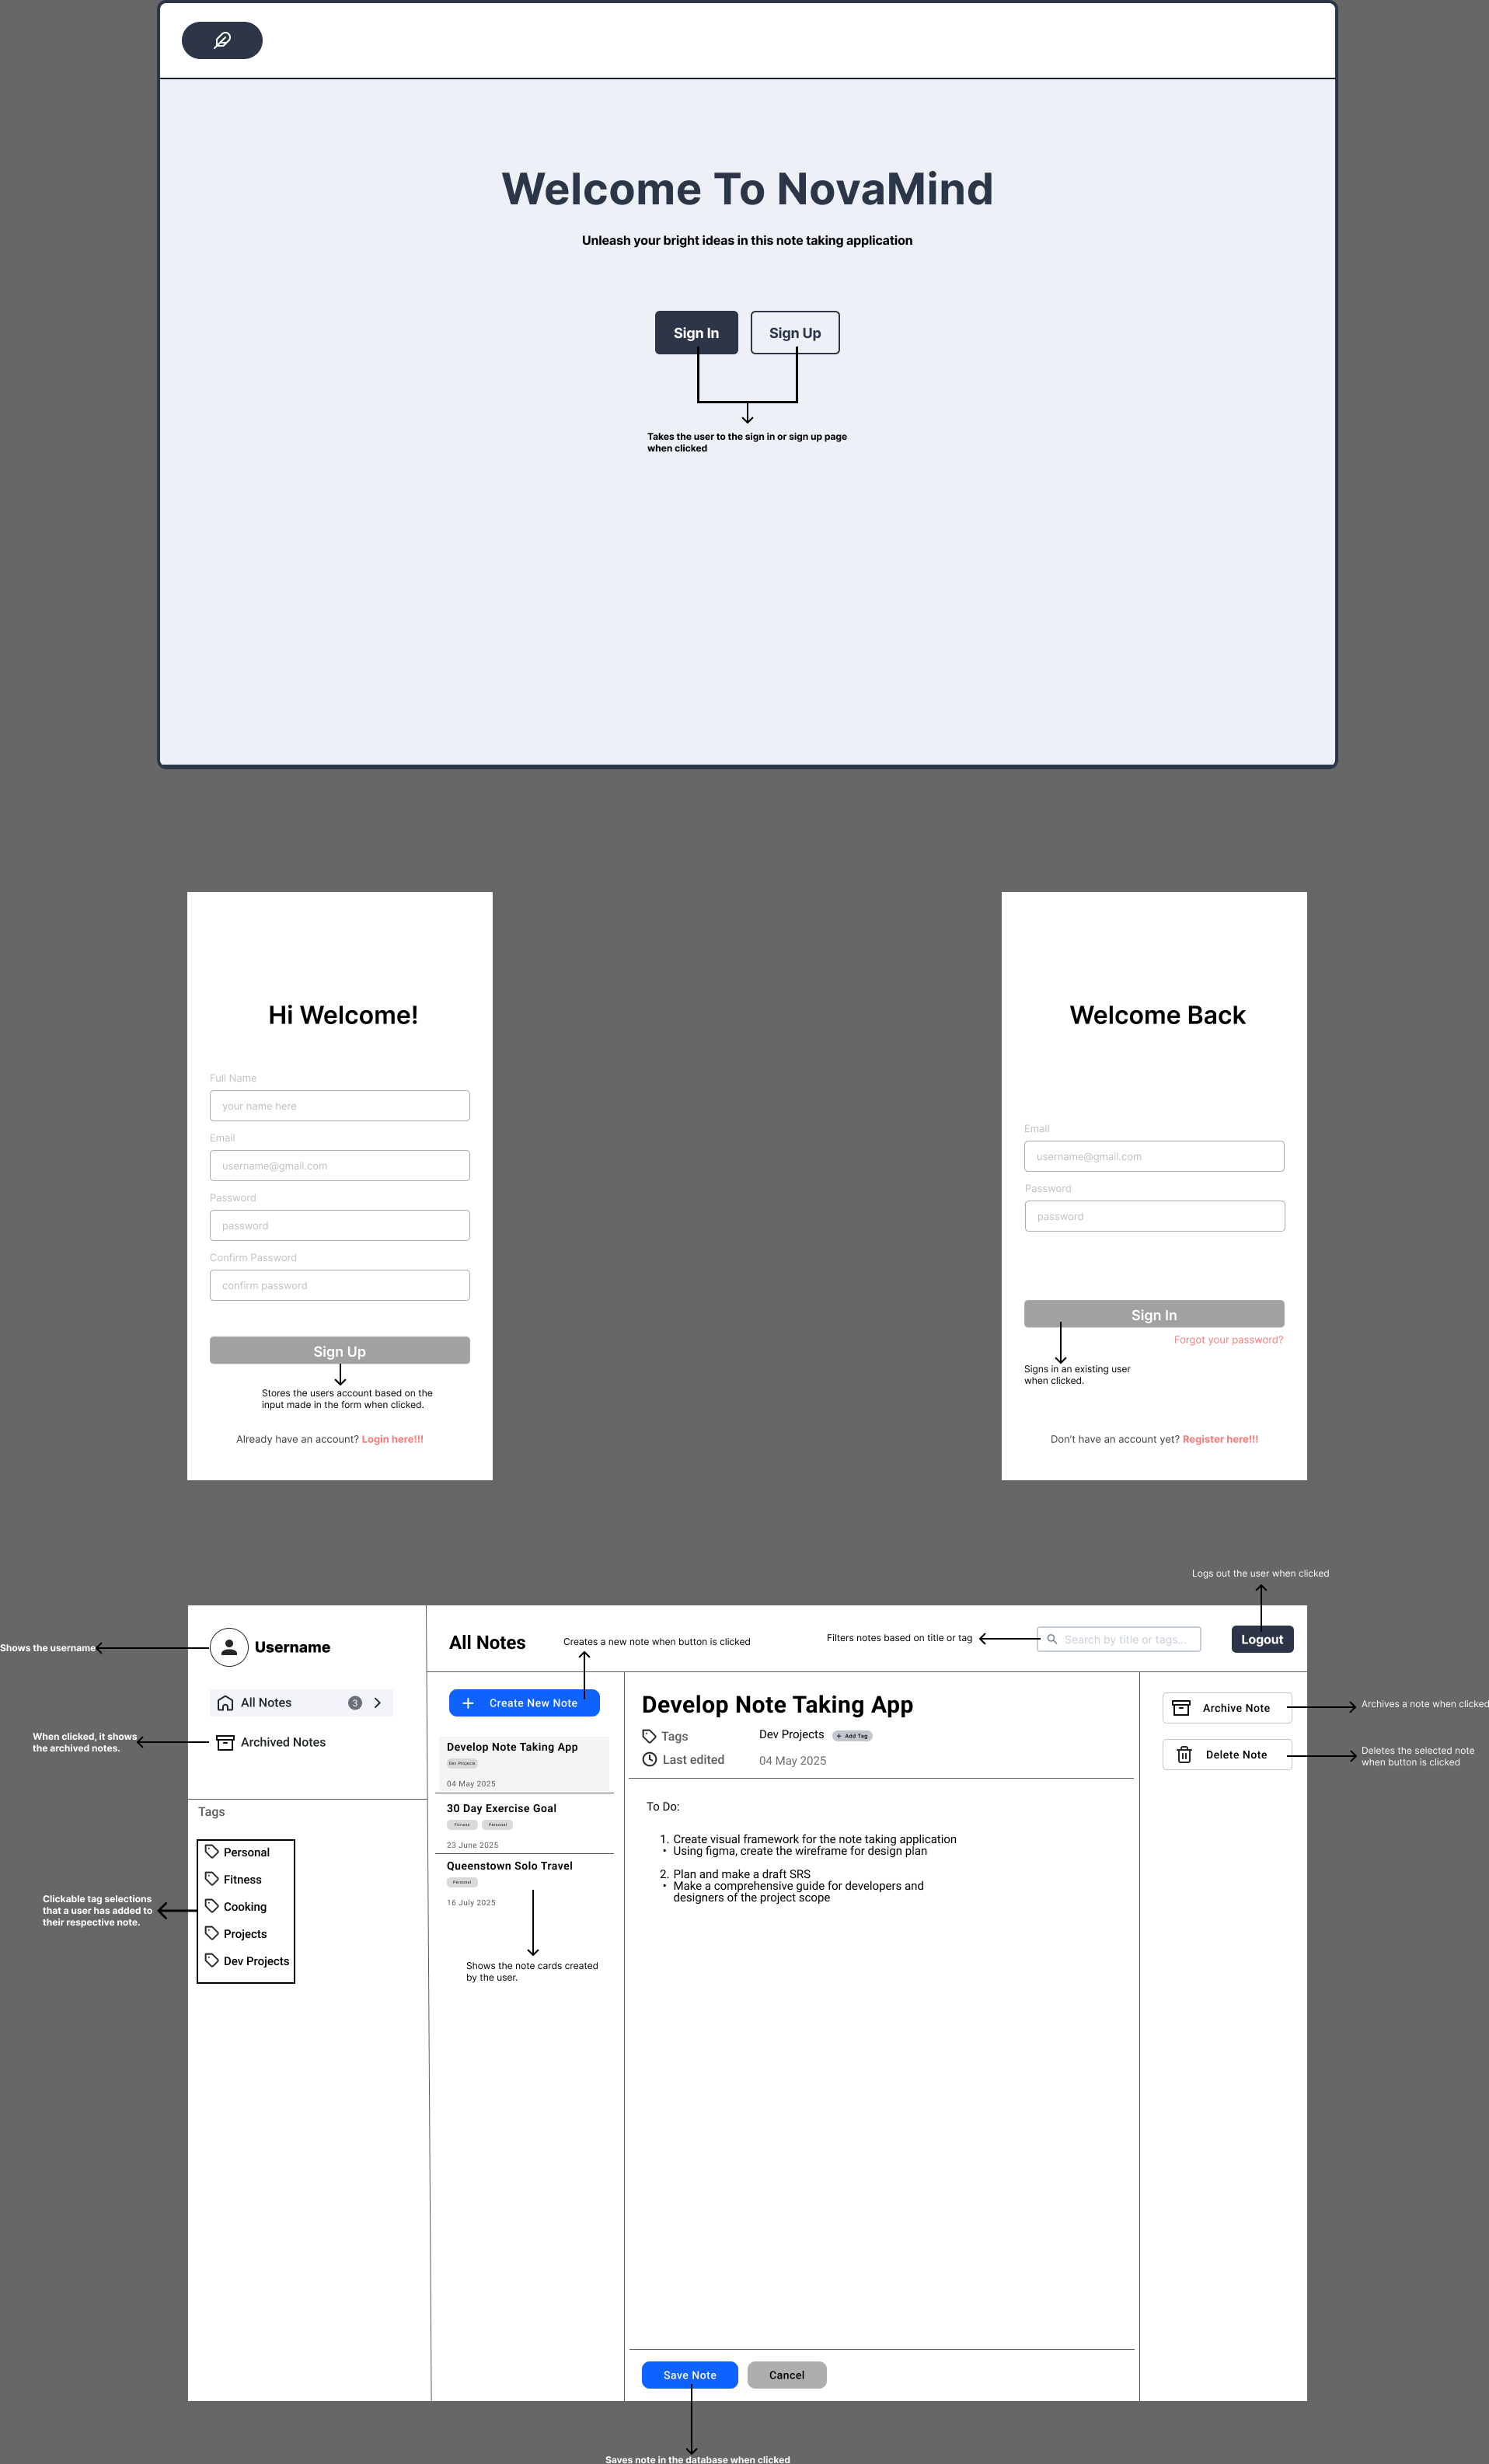 Welcome To NovaMind
Unleash your bright ideas in this note taking application
Sign In
Sign Up
Takes the user to the sign in or sign up page
when clicked
Hi Welcome!
Full Name
your name here
Email
username@gmail.com
Password
password
Confirm Password
confirm password
Sign Up
Stores the users account based on the
input made in the form when clicked.
Already have an account? Login here!!!
Welcome Back
Email
username@gmail.com
Password
password
Sign In
Forgot your password?
Signs in an existing user
when clicked.
Don't have an account yet? Register here!!!
Logs out the user when clicked
Shows the username
Username
All Notes
3
When clicked, it shows
the archived notes.
Archived Notes
Tags
Personal
Fitness
Cooking
Projects
Dev Projects
Clickable tag selections
that a user has added to
their respective note.
All Notes
Creates a new note when button is clicked
Filters notes based on title or tag
Search by title or tags...
Logout
Create New Note
Develop Note Taking App
Dev Projects
04 May 2025
30 Day Exercise Goal
Fitness
Personal
23 June 2025
Queenstown Solo Travel
Personal
16 July 2025
Shows the note cards created
by the user.
Develop Note Taking App
Tags
Dev Projects
+ Add Tag
Last edited
04 May 2025
To Do:
1. Create visual framework for the note taking application
• Using figma, create the wireframe for design plan
2. Plan and make a draft SRS
• Make a comprehensive guide for developers and
designers of the project scope
Archive Note
Archives a note when clicked
Delete Note
Deletes the selected note
when button is clicked
Save Note
Cancel
Saves note in the database when clicked